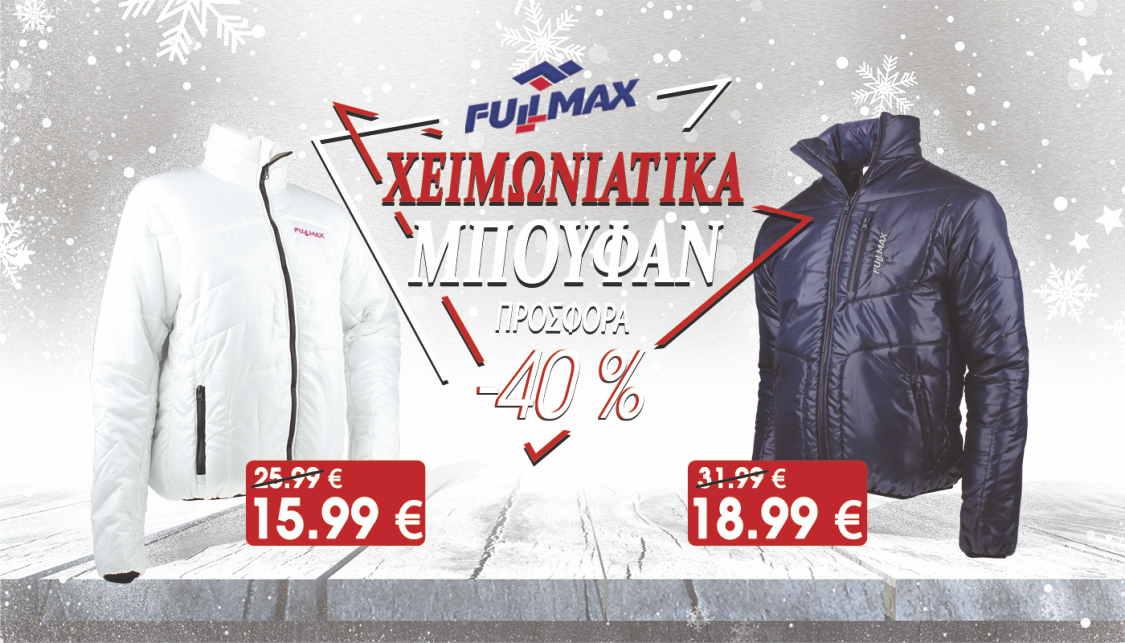 FULLMAX
ΧΕΙΜΩΝΙΑΤΙΚΑ
ΜΠΟΥΦΑΝ
ΠΡΟΣΦΟΡΑ
-40 %
FULLMAX
FULLMAX
25.99 €
15.99 €
31.99 €
18.99 €